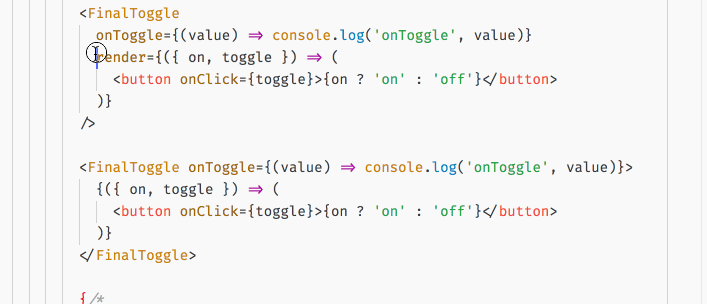 <FinalToggle
onToggle={(value) => console.log('onToggle', value)}
render={({ on, toggle }) => (
<button onClick={toggle}>{on ? 'on' : 'off'}</button>
)}
/>
<FinalToggle onToggle={(value) => console.log('onToggle', value)}>
{({ on, toggle }) => (
<button onClick={toggle}>{on ? 'on' : 'off'}</button>
)}
</FinalToggle>
{/*